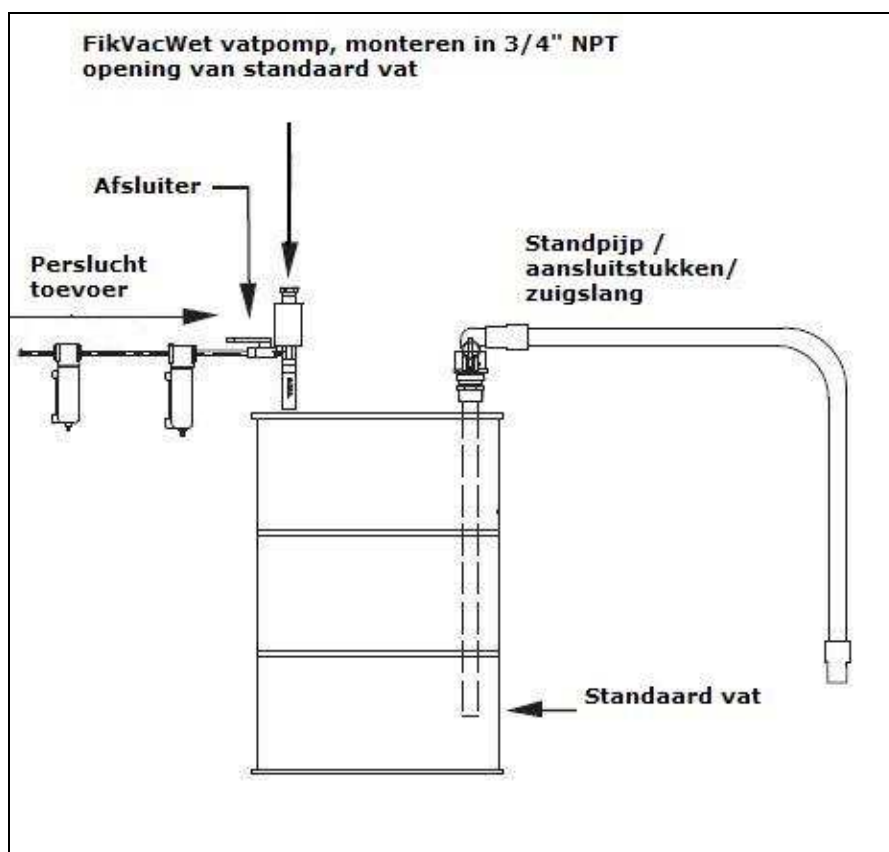 FikVacWet vatpomp, monteren in 3/4" NPT
opening van standaard vat
Afsluiter
Perslucht
toevoer
Standpijp /
aansluitstukken/
zuigslang
Standaard vat